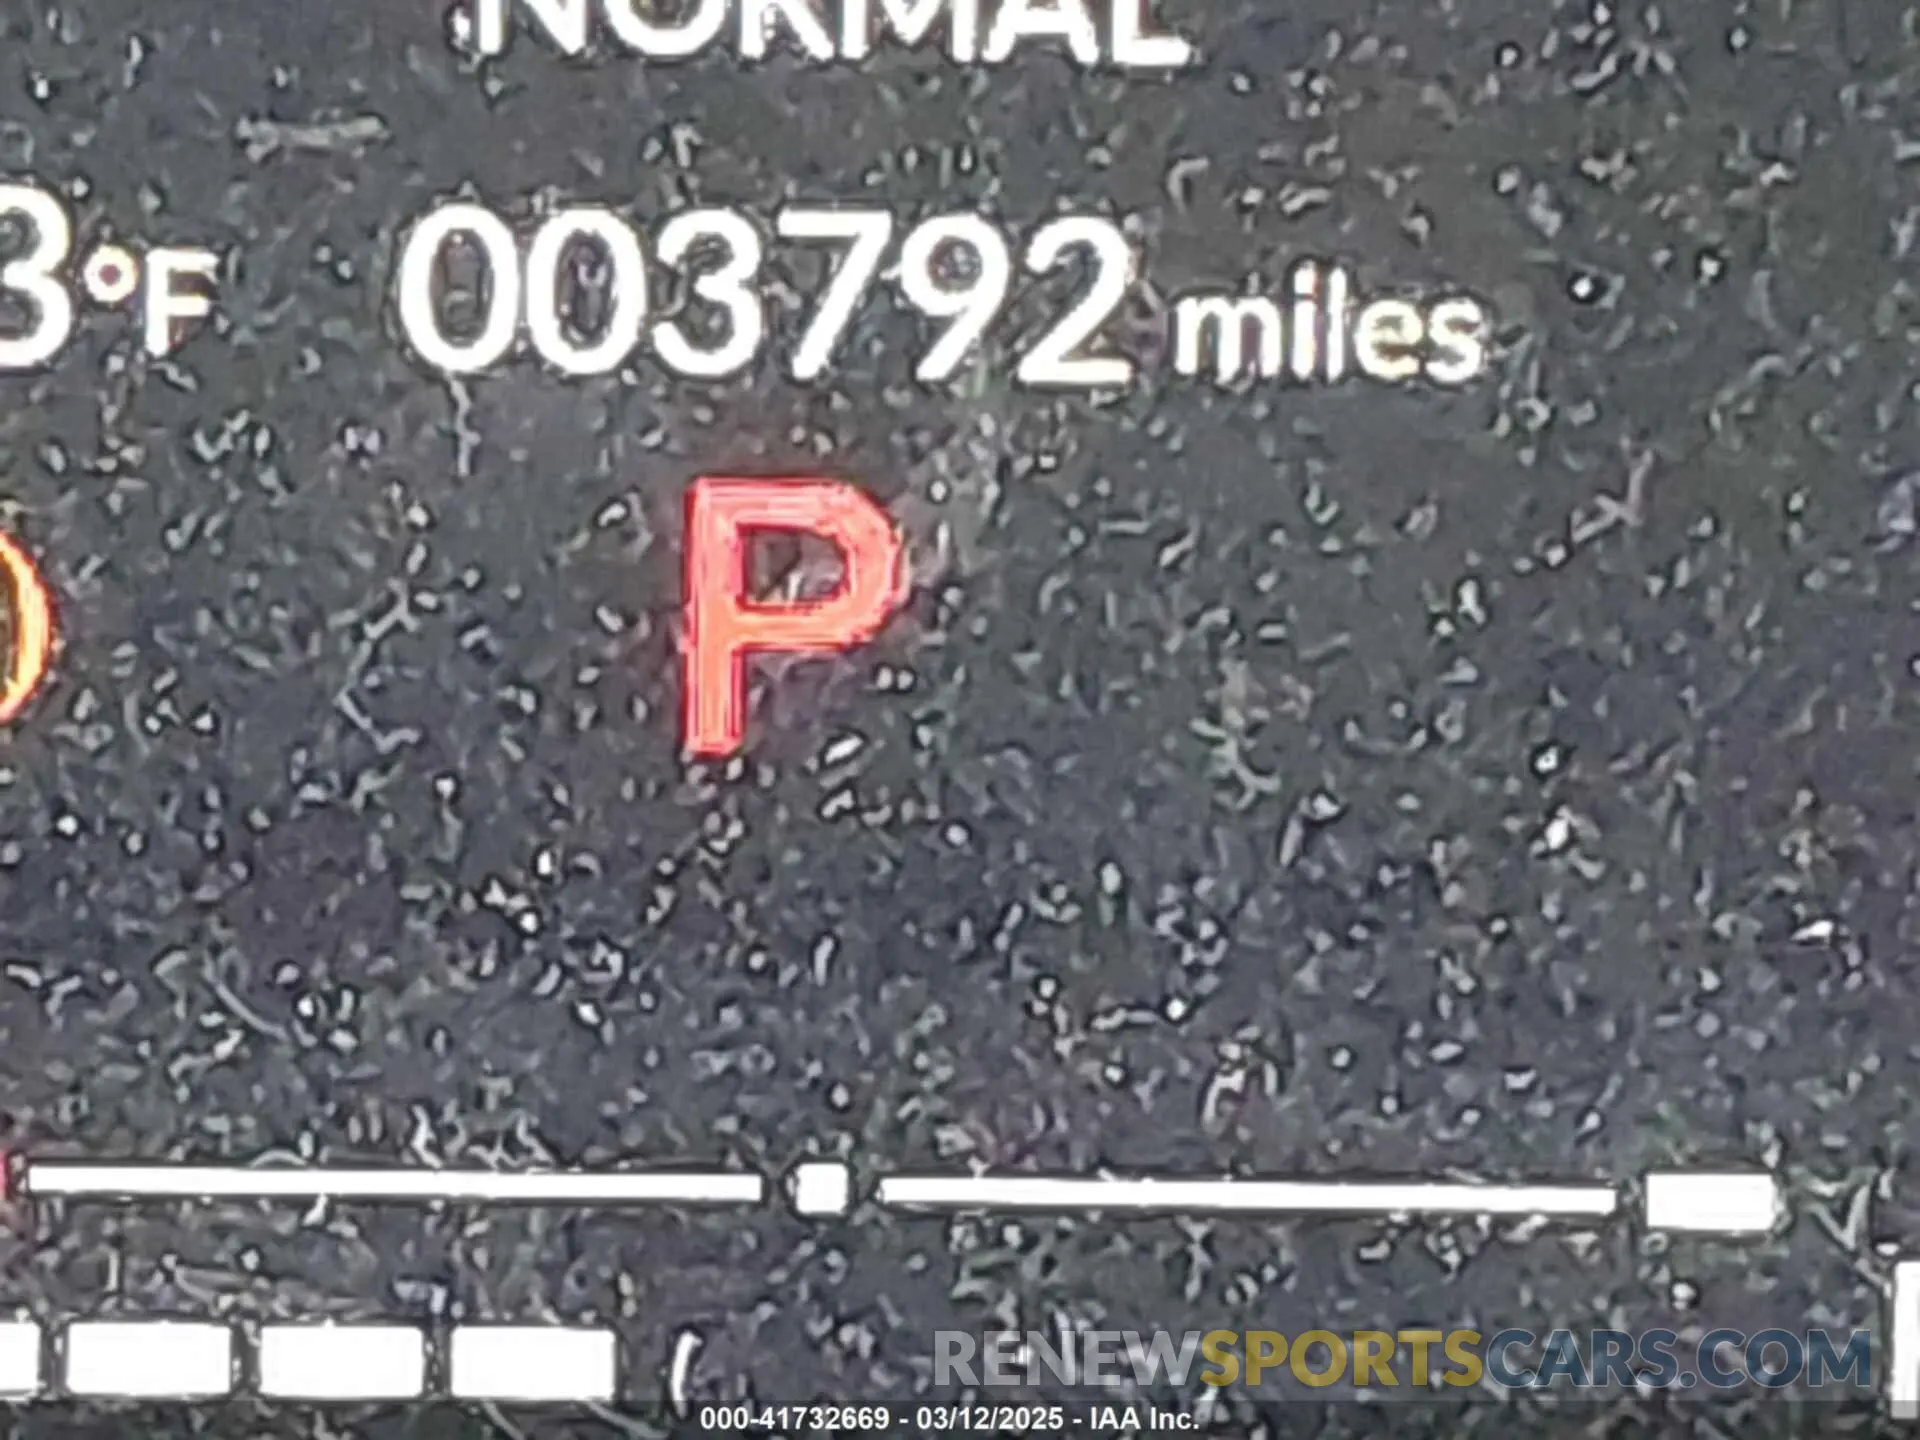 NORMAL
3°F 003792 miles
P
RENEWSPORTSCARS.COM
000-41732669 - 03/12/2025 - IAA Inc.